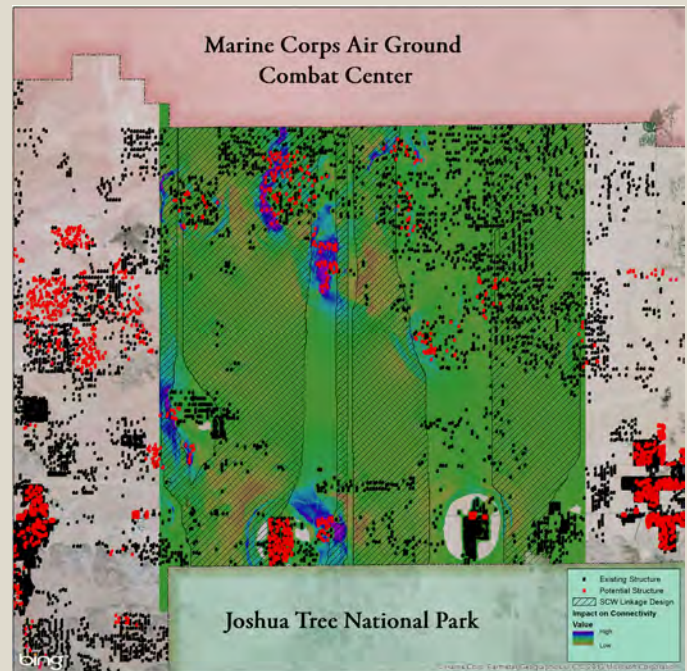 Marine Corps Air Ground
Combat Center
Joshua Tree National Park
Existing Structure
Potential Structure
SCW Linkage Design
Impact on Connectivity
Value
High
Low
bing